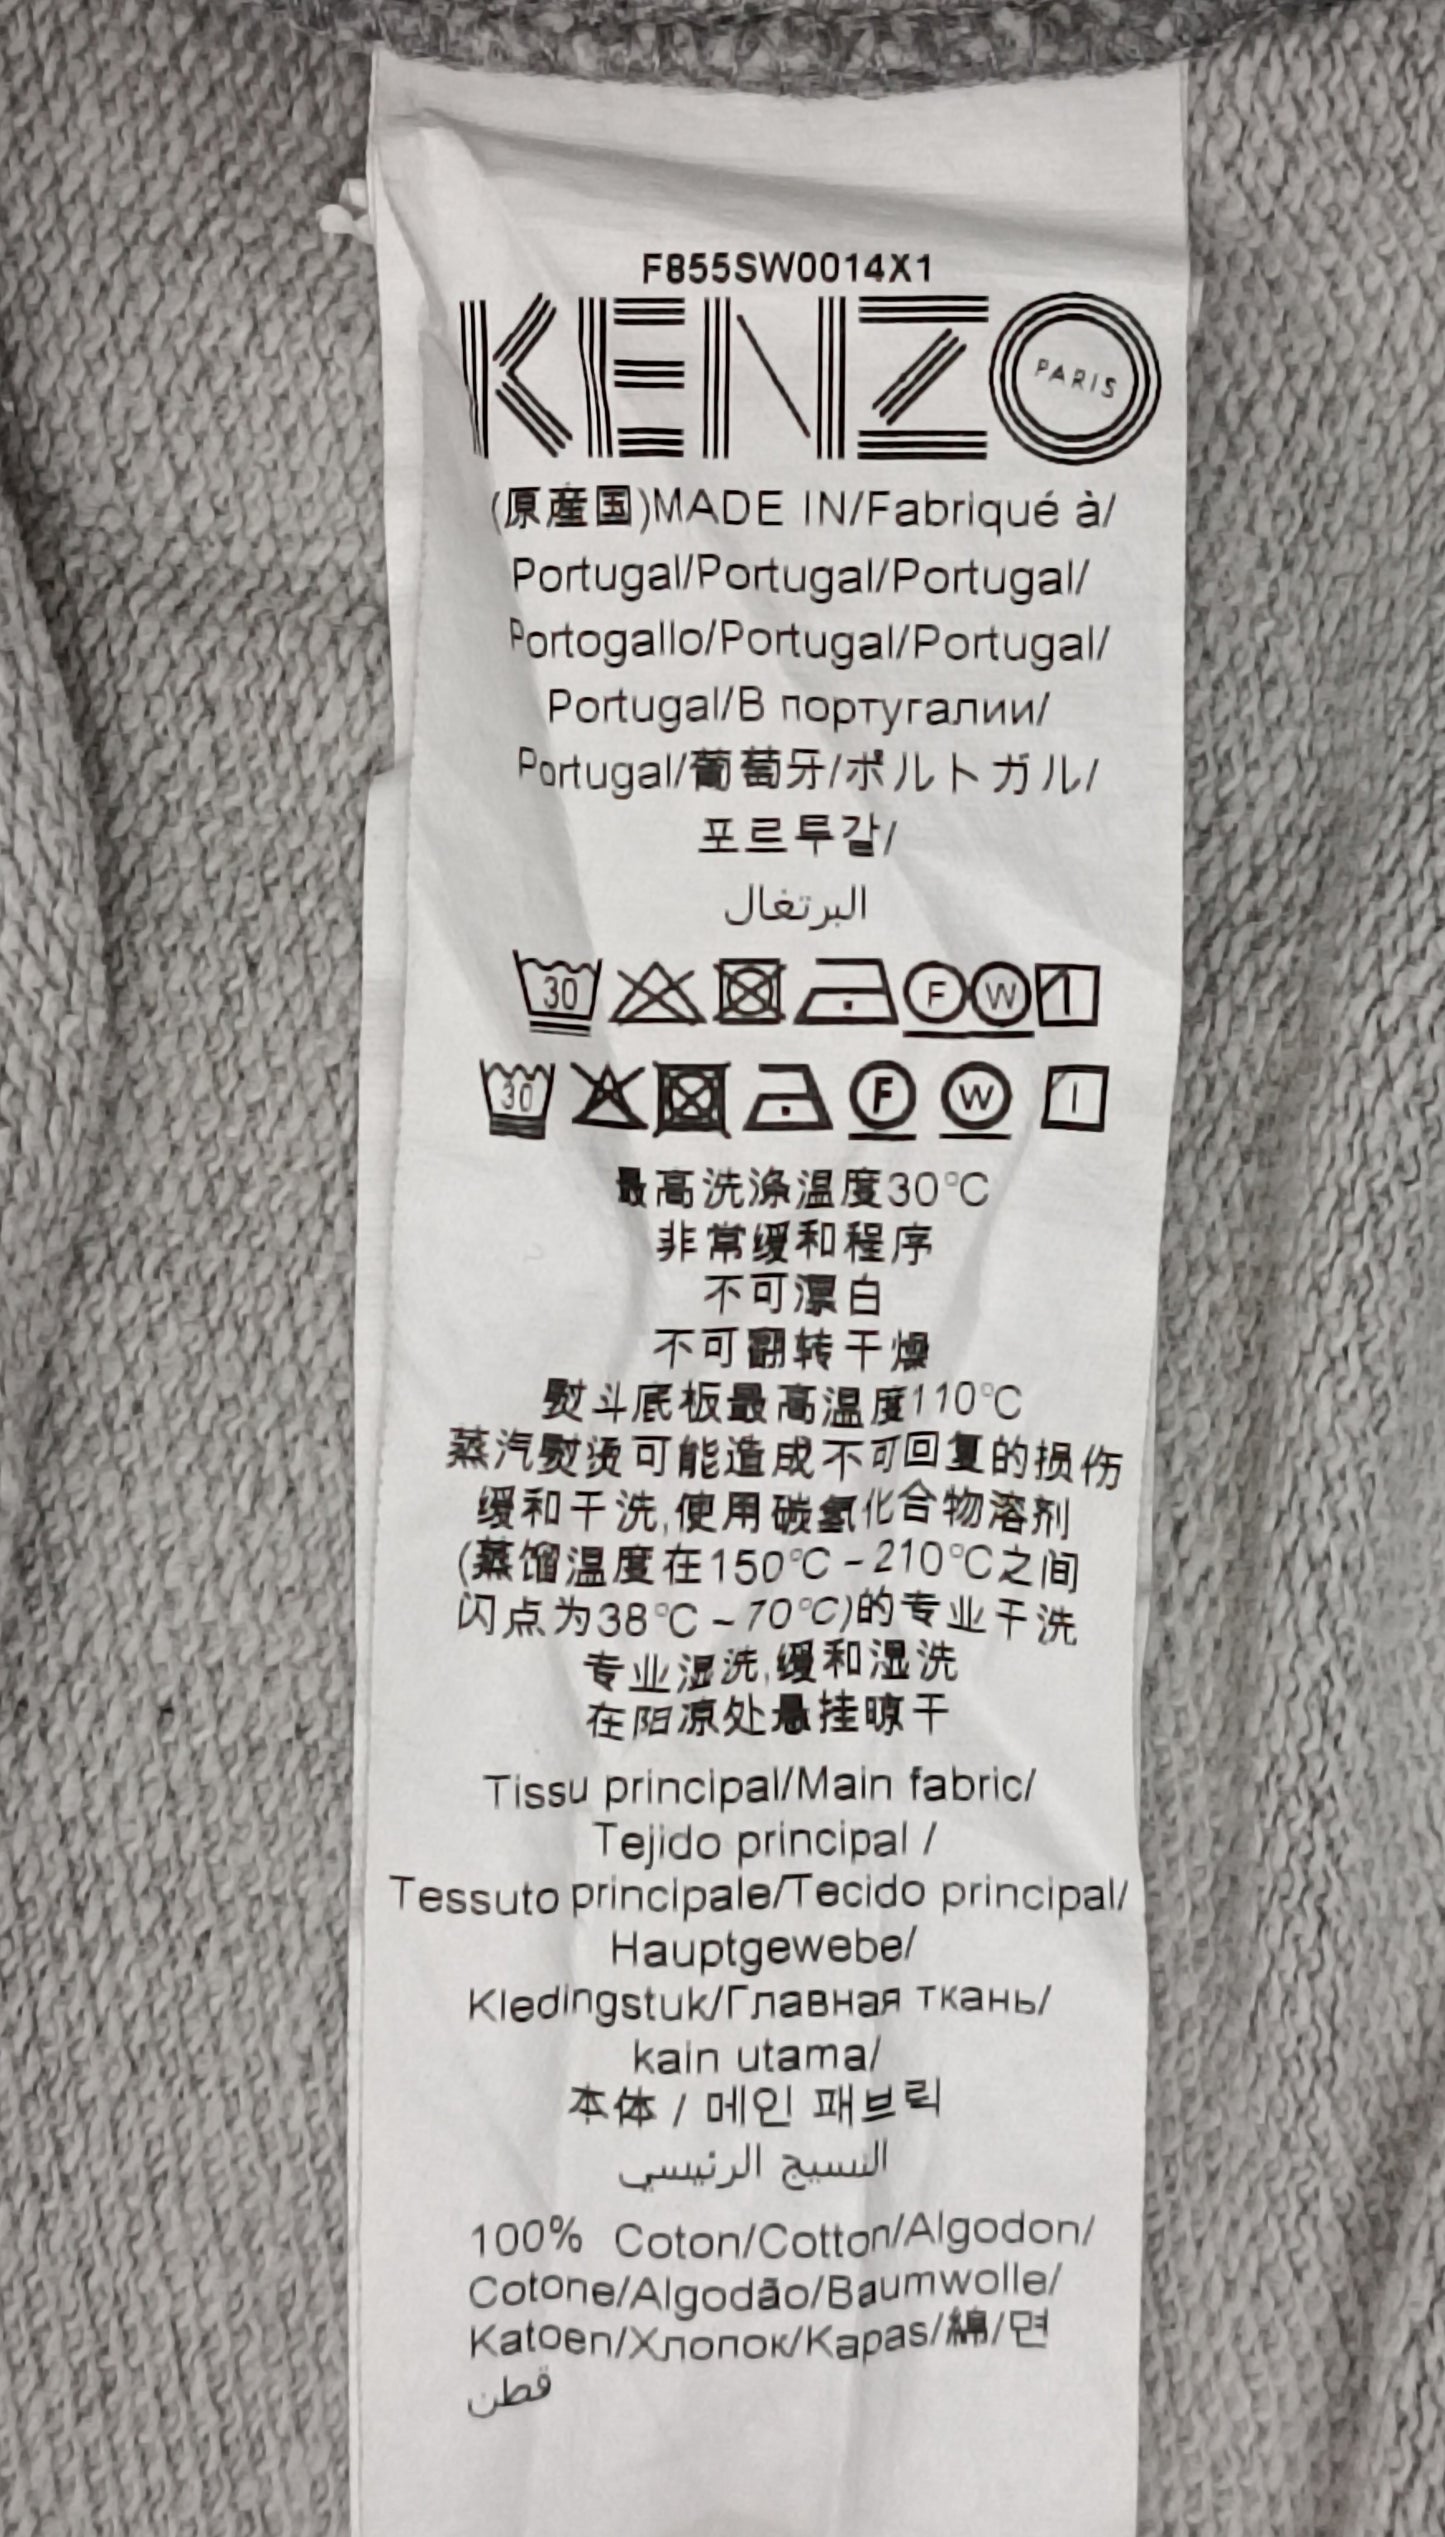 F855SW0014X1
KENZO
PARIS
(原産国)MADE IN/Fabriqué à/
Portugal/Portugal/Portugal/
Portogallo/Portugal/Portugal/
Portugal/В португалии/
Portugal/葡萄牙/ポルトガル/
포르투갈/
البرتغال
30 F W
30 F W
最高洗涤温度30°C
非常缓和程序
不可漂白
不可翻转干燥
熨斗底板最高温度110°C
蒸汽熨烫可能造成不可回复的损伤
缓和干洗,使用碳氢化合物溶剂
(蒸馏温度在150°C~210°C之间
闪点为38°C~70°C)的专业干洗
专业湿洗,缓和湿洗
在阳凉处悬挂晾干
Tissu principal/Main fabric/
Tejido principal /
Tessuto principale/Tecido principal/
Hauptgewebe/
Kledingstuk/Главная ткань/
kain utama/
本体 / 메인 패브릭
النسيج الرئيسي
100% Coton/Cotton/Algodon/
Cotone/Algodão/Baumwolle/
Katoen/Хлопок/Kapas/綿/면
قطن